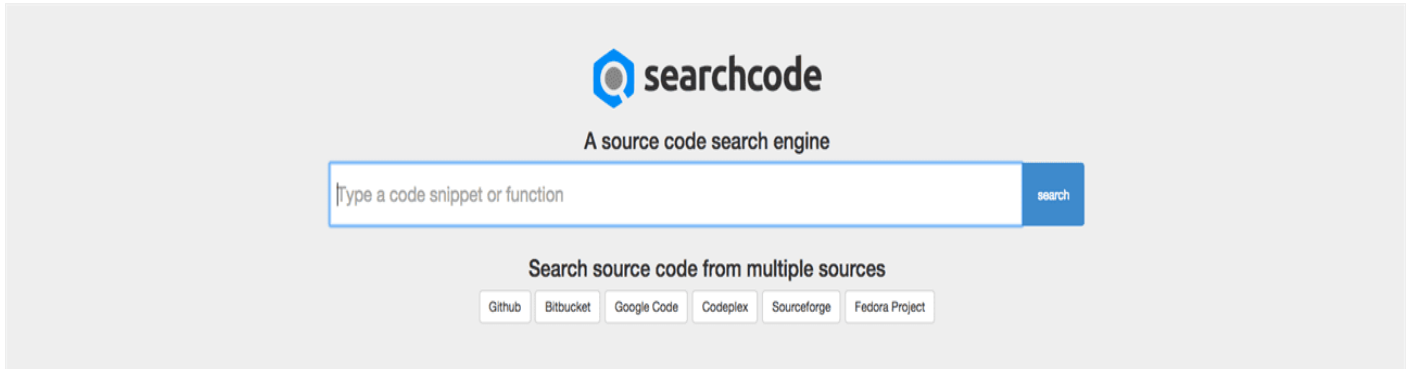 searchcode
A source code search engine
Type a code snippet or function
search
Search source code from multiple sources
Github Bitbucket Google Code Codeplex Sourceforge Fedora Project